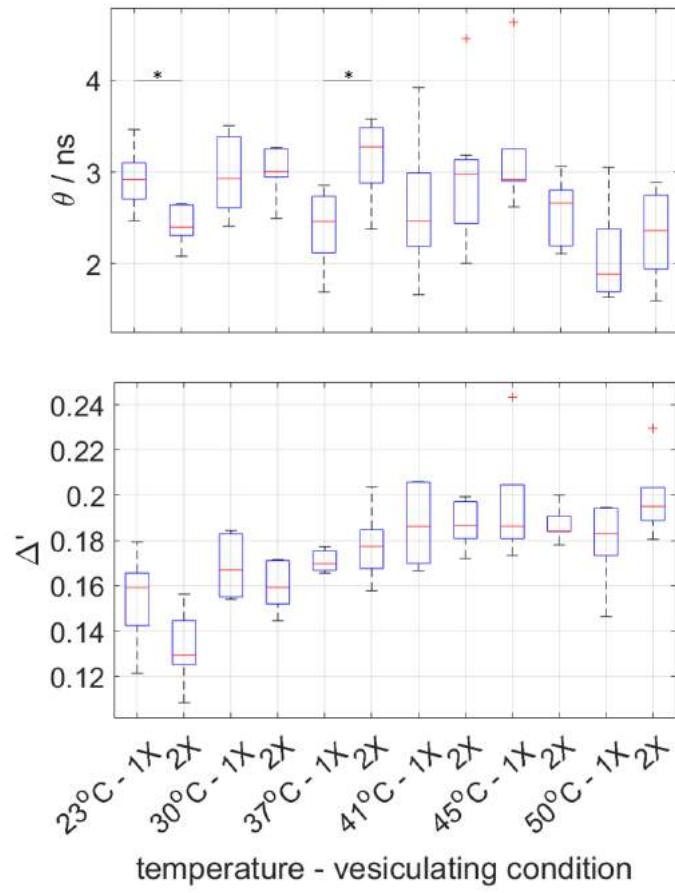 * *
4
3
2
θ / ns
0.24
0.22
0.2
0.18
0.16
0.14
0.12
Δ'
23°C - 1X
2X
30°C - 1X
2X
37°C - 1X
2X
41°C - 1X
2X
45°C - 1X
2X
50°C - 1X
2X
temperature - vesiculating condition